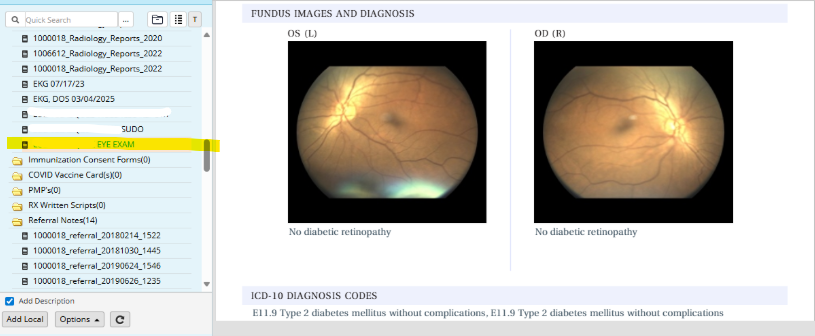 Quick Search
...
T
1000018_Radiology_Reports_2020
1006612_Radiology_Reports_2022
1000018_Radiology_Reports_2022
EKG 07/17/23
EKG, DOS 03/04/2025
SUDO
EYE EXAM
Immunization Consent Forms(0)
COVID Vaccine Card(s)(0)
PMP's(0)
RX Written Scripts(0)
Referral Notes(14)
1000018_referral_20180214_1522
1000018_referral_20181030_1445
1000018_referral_20190624_1546
1000018_referral_20190626_1235
Add Description
Add Local
Options
FUNDUS IMAGES AND DIAGNOSIS
OS (L)
OD (R)
No diabetic retinopathy
No diabetic retinopathy
ICD-10 DIAGNOSIS CODES
E11.9 Type 2 diabetes mellitus without complications, E11.9 Type 2 diabetes mellitus without complications